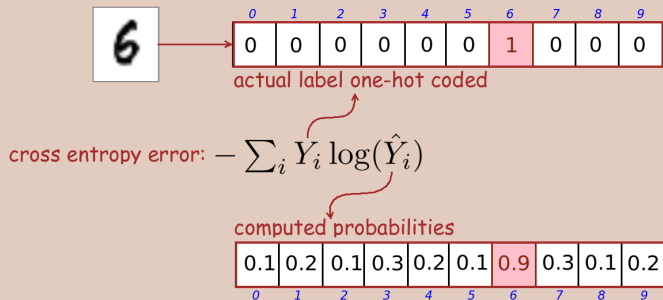 0 1 2 3 4 5 6 7 8 9
6 0 0 0 0 0 0 1 0 0 0
actual label one-hot coded
cross entropy error: − ∑ᵢ Yᵢ log(Ŷᵢ)
computed probabilities
0.1 0.2 0.1 0.3 0.2 0.1 0.9 0.3 0.1 0.2
0 1 2 3 4 5 6 7 8 9